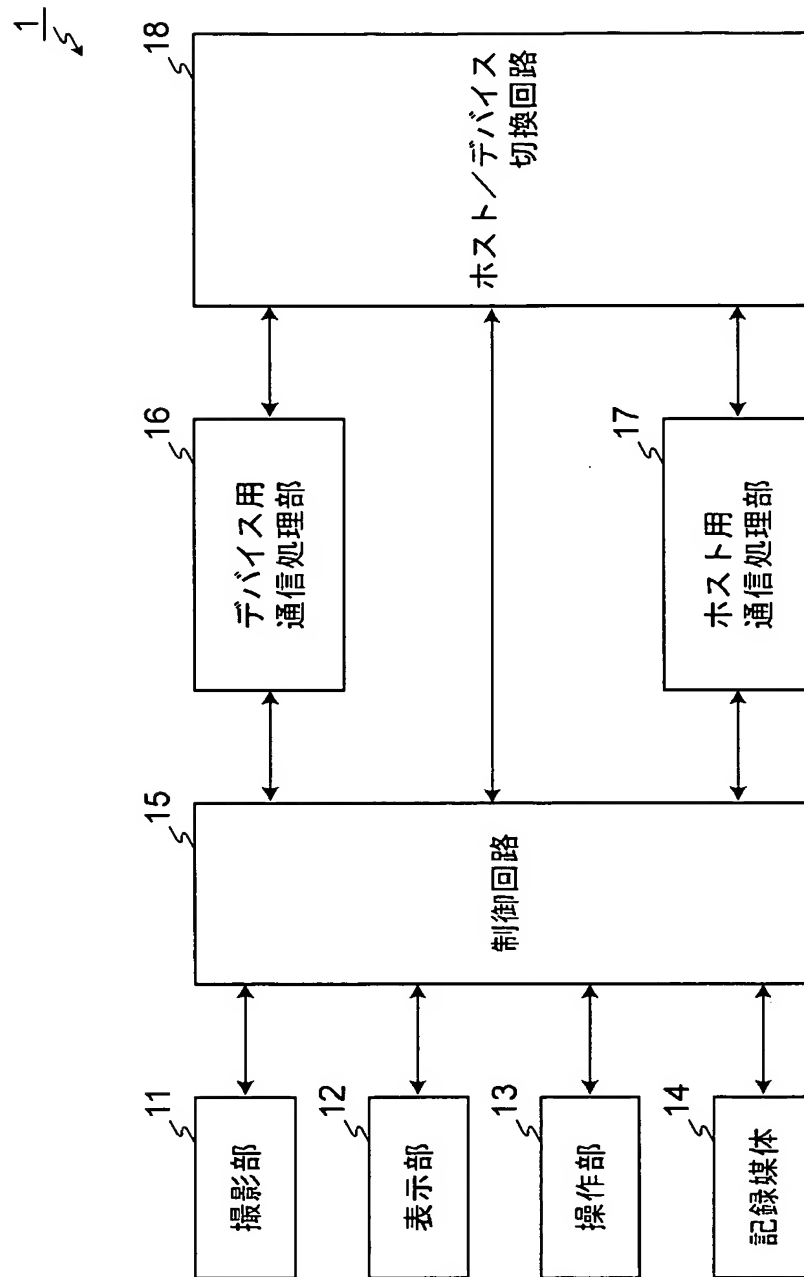 1
11
撮影部
12
表示部
13
操作部
14
記録媒体
15
制御回路
16
デバイス用
通信処理部
17
ホスト用
通信処理部
18
ホスト/デバイス
切換回路